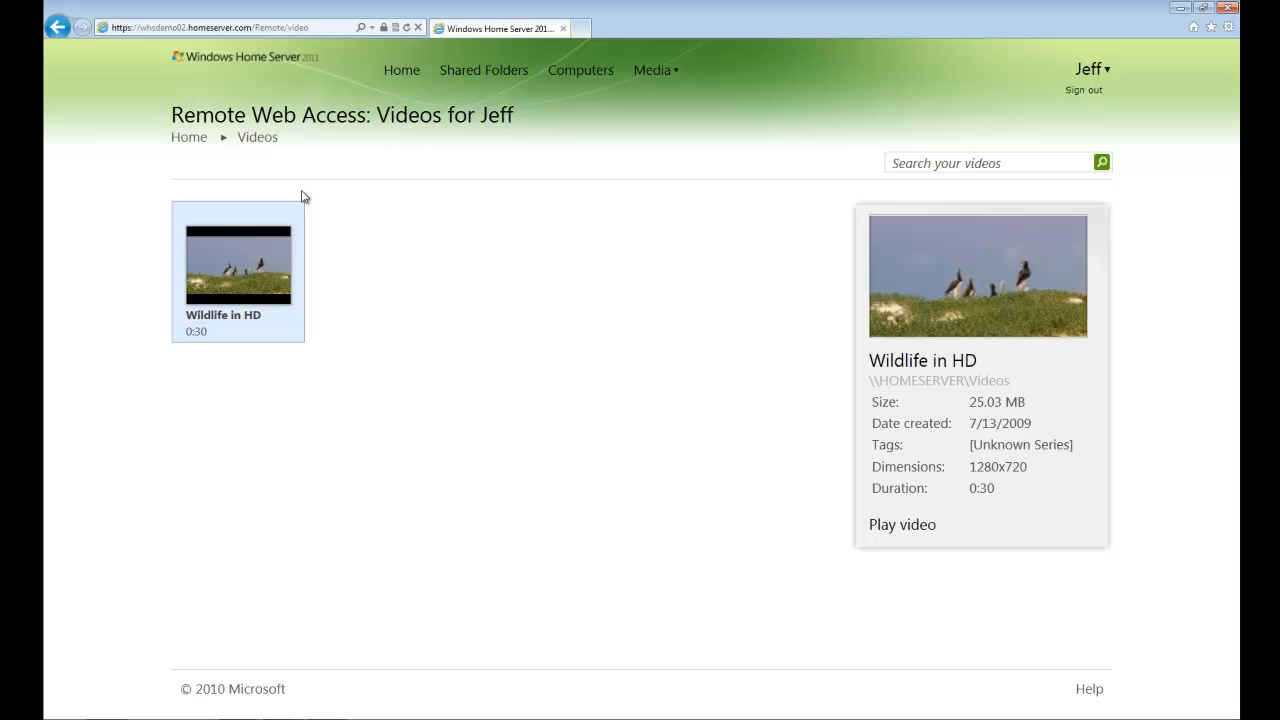 https://whsdemo02.homeserver.com/Remote/video
Windows Home Server 201...
Windows Home Server 2011
Home
Shared Folders
Computers
Media
Jeff
Sign out
Remote Web Access: Videos for Jeff
Home
Videos
Search your videos
Wildlife in HD
0:30
Wildlife in HD
\\HOMESERVER\Videos
Size: 25.03 MB
Date created: 7/13/2009
Tags: [Unknown Series]
Dimensions: 1280x720
Duration: 0:30
Play video
© 2010 Microsoft
Help